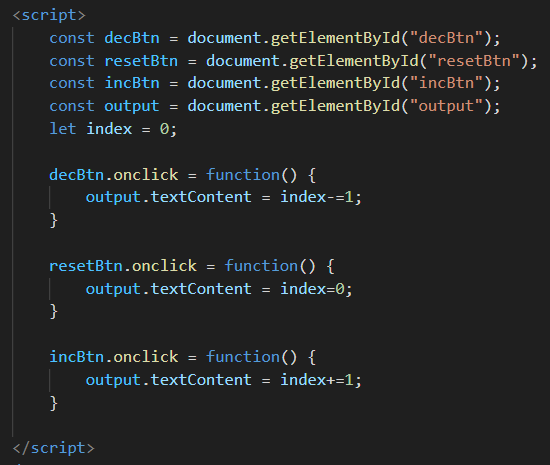 <script>
const decBtn = document.getElementById("decBtn");
const resetBtn = document.getElementById("resetBtn");
const incBtn = document.getElementById("incBtn");
const output = document.getElementById("output");
let index = 0;
decBtn.onclick = function() {
output.textContent = index-=1;
}
resetBtn.onclick = function() {
output.textContent = index=0;
}
incBtn.onclick = function() {
output.textContent = index+=1;
}
</script>